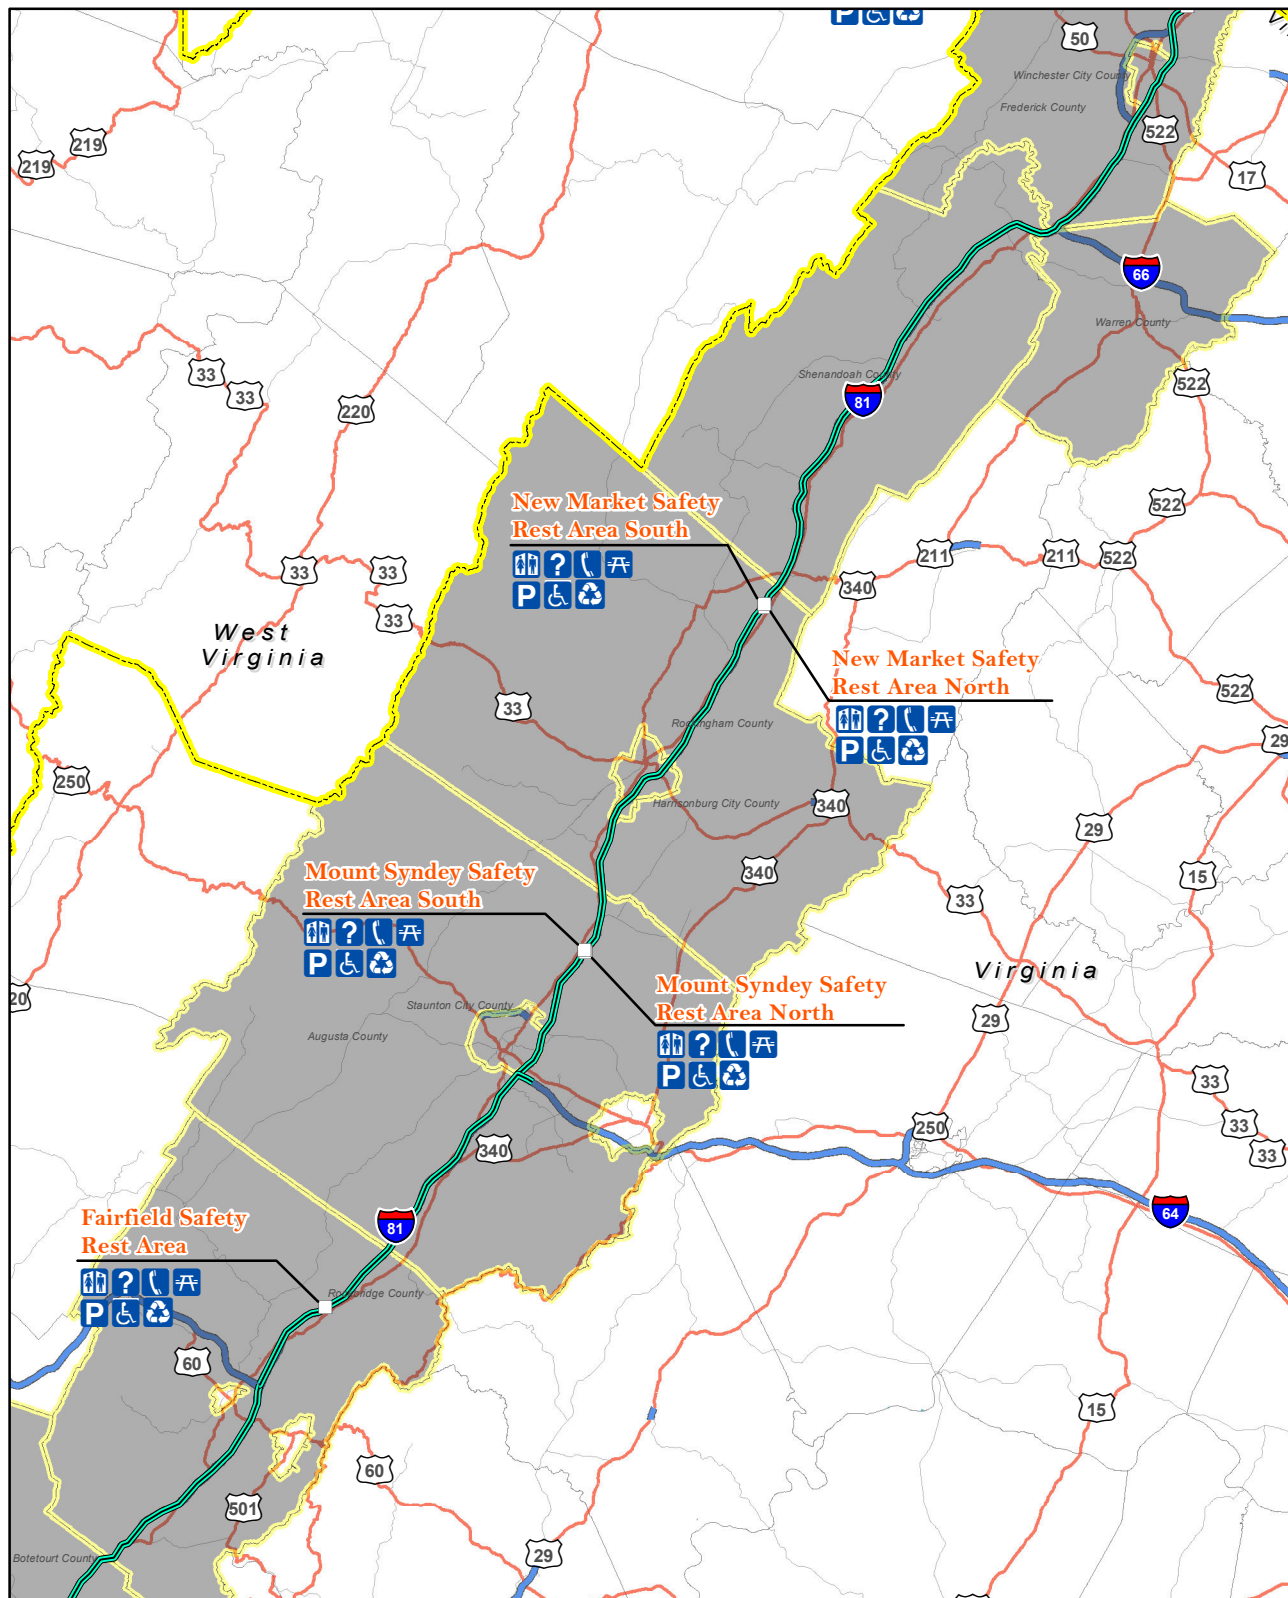 P
50
Winchester City County
Frederick County
522
219
219
17
66
Warren County
33
33
220
Shenandoah County
81
522
New Market Safety
Rest Area South
?
P
522
211
211
522
33
33
33
340
West
Virginia
New Market Safety
Rest Area North
?
P
33
522
Rockingham County
29
250
Harrisonburg City County
340
29
340
15
33
Mount Syndey Safety
Rest Area South
?
P
Virginia
20
Mount Syndey Safety
Rest Area North
?
P
Staunton City County
Augusta County
29
33
33
33
250
340
64
81
Fairfield Safety
Rest Area
?
P
Rockbridge County
60
15
60
501
29
Botetourt County